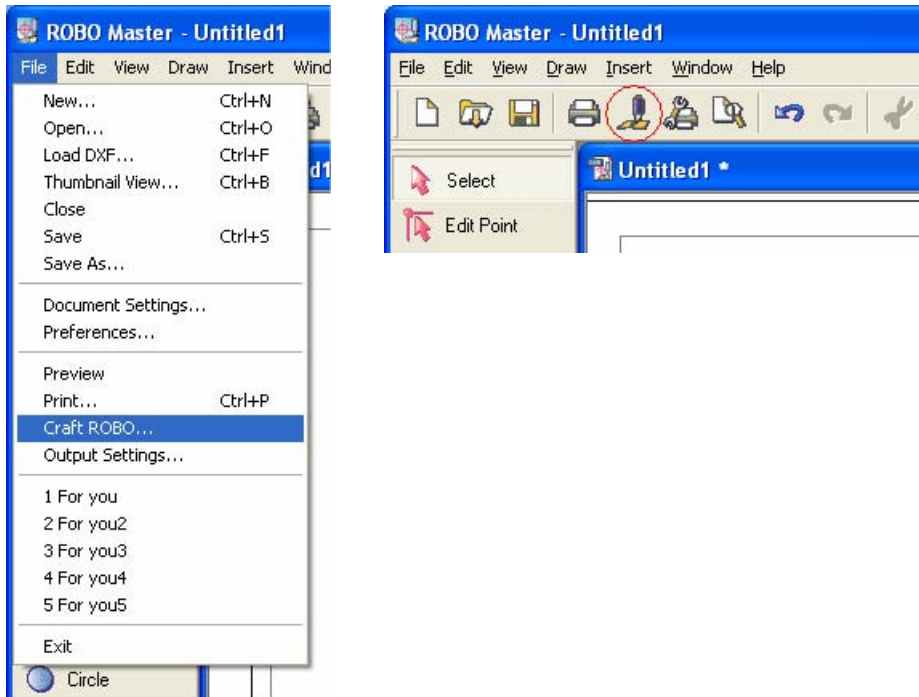 ROBO Master - Untitled1
File Edit View Draw Insert Wind
New... Ctrl+N
Open... Ctrl+O
Load DXF... Ctrl+F
Thumbnail View... Ctrl+B
Close
Save Ctrl+S
Save As...
Document Settings...
Preferences...
Preview
Print... Ctrl+P
Craft ROBO...
Output Settings...
1 For you
2 For you2
3 For you3
4 For you4
5 For you5
Exit
Circle
d1
ROBO Master - Untitled1
File Edit View Draw Insert Window Help
Select
Untitled1 *
Edit Point